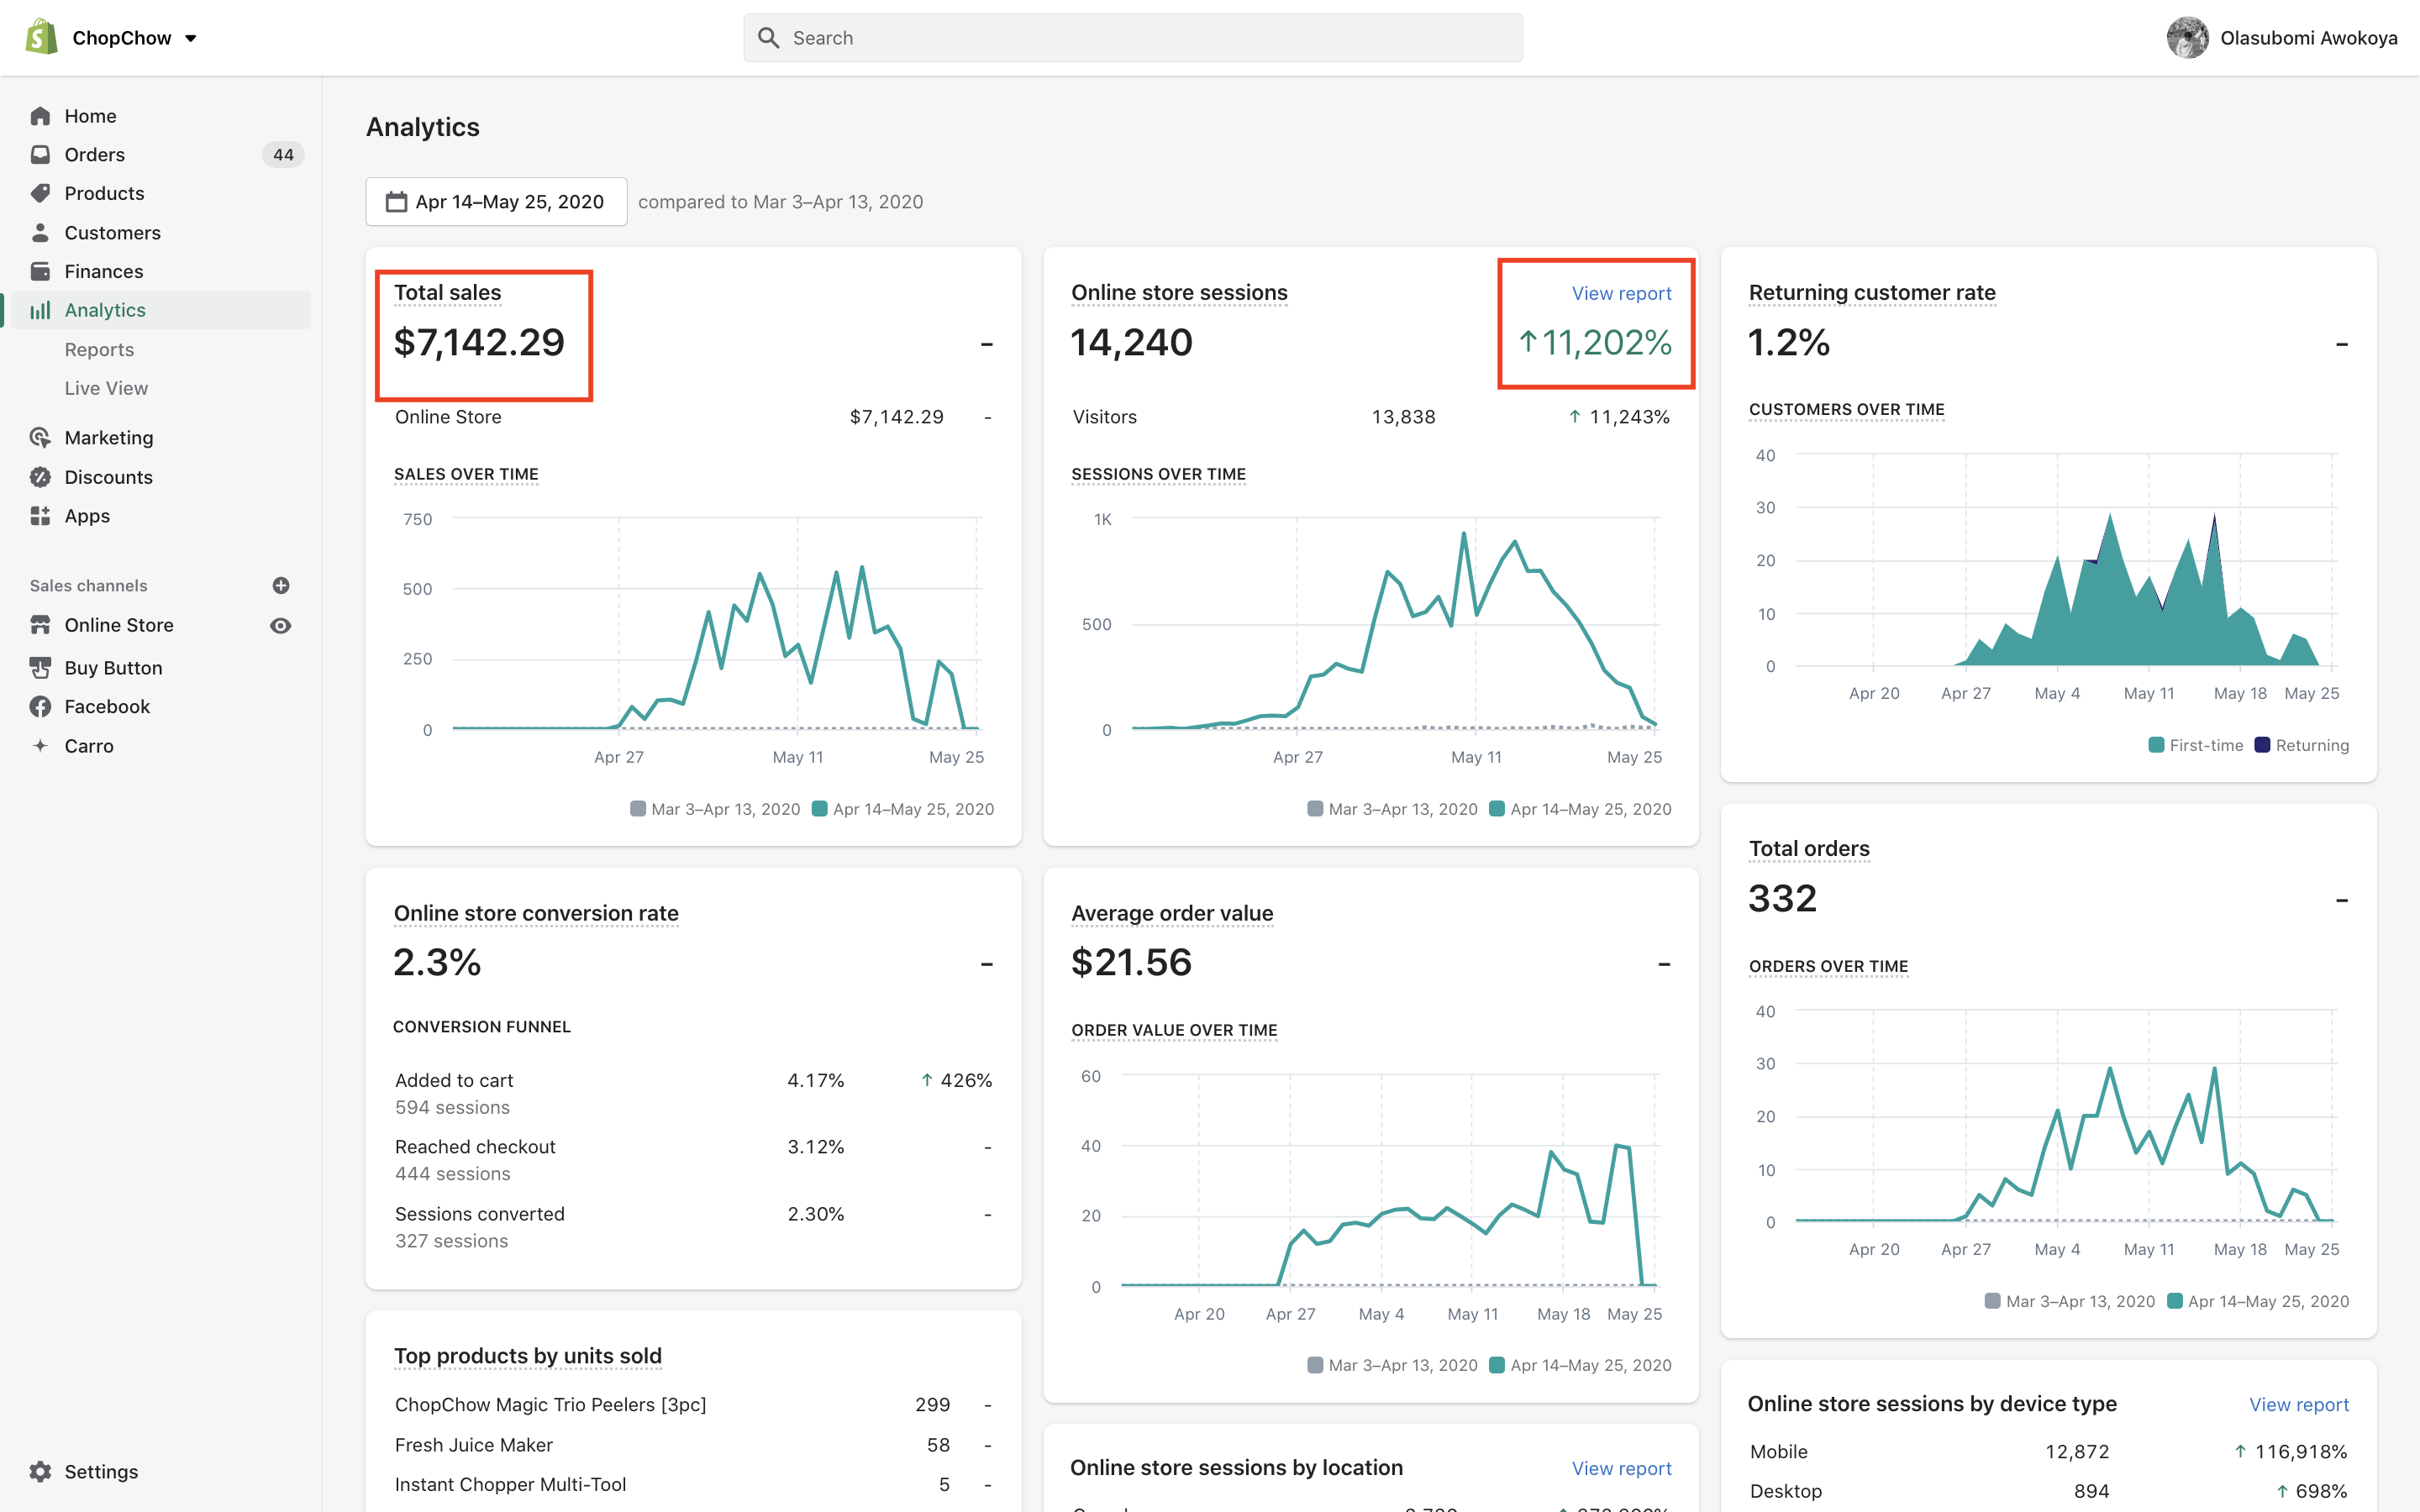 ChopChow
Search
Olasubomi Awokoya
Home
Orders 44
Products
Customers
Finances
Analytics
Reports
Live View
Marketing
Discounts
Apps
Sales channels
Online Store
Buy Button
Facebook
Carro
Settings
Analytics
Apr 14–May 25, 2020 compared to Mar 3–Apr 13, 2020
Total sales
$7,142.29 -
Online Store $7,142.29 -
SALES OVER TIME
750
500
250
0
Apr 27 May 11 May 25
Mar 3–Apr 13, 2020 Apr 14–May 25, 2020
Online store sessions View report
14,240 ↑11,202%
Visitors 13,838 ↑ 11,243%
SESSIONS OVER TIME
1K
500
0
Apr 27 May 11 May 25
Mar 3–Apr 13, 2020 Apr 14–May 25, 2020
Returning customer rate
1.2% -
CUSTOMERS OVER TIME
40
30
20
10
0
Apr 20 Apr 27 May 4 May 11 May 18 May 25
First-time Returning
Online store conversion rate
2.3% -
CONVERSION FUNNEL
Added to cart 4.17% ↑ 426%
594 sessions
Reached checkout 3.12% -
444 sessions
Sessions converted 2.30% -
327 sessions
Average order value
$21.56 -
ORDER VALUE OVER TIME
60
40
20
0
Apr 20 Apr 27 May 4 May 11 May 18 May 25
Mar 3–Apr 13, 2020 Apr 14–May 25, 2020
Total orders
332 -
ORDERS OVER TIME
40
30
20
10
0
Apr 20 Apr 27 May 4 May 11 May 18 May 25
Mar 3–Apr 13, 2020 Apr 14–May 25, 2020
Top products by units sold
ChopChow Magic Trio Peelers [3pc] 299 -
Fresh Juice Maker 58 -
Instant Chopper Multi-Tool 5 -
Online store sessions by location View report
Online store sessions by device type View report
Mobile 12,872 ↑ 116,918%
Desktop 894 ↑ 698%